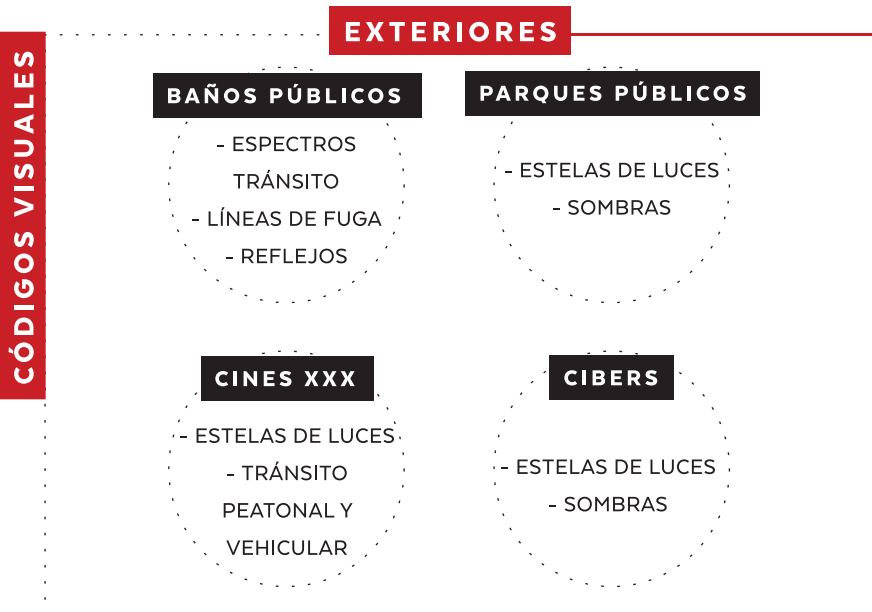 EXTERIORES
CÓDIGOS VISUALES
BAÑOS PÚBLICOS
- ESPECTROS
TRÁNSITO
- LÍNEAS DE FUGA
- REFLEJOS
PARQUES PÚBLICOS
- ESTELAS DE LUCES
- SOMBRAS
CINES XXX
- ESTELAS DE LUCES
- TRÁNSITO
PEATONAL Y
VEHICULAR
CIBERS
- ESTELAS DE LUCES
- SOMBRAS